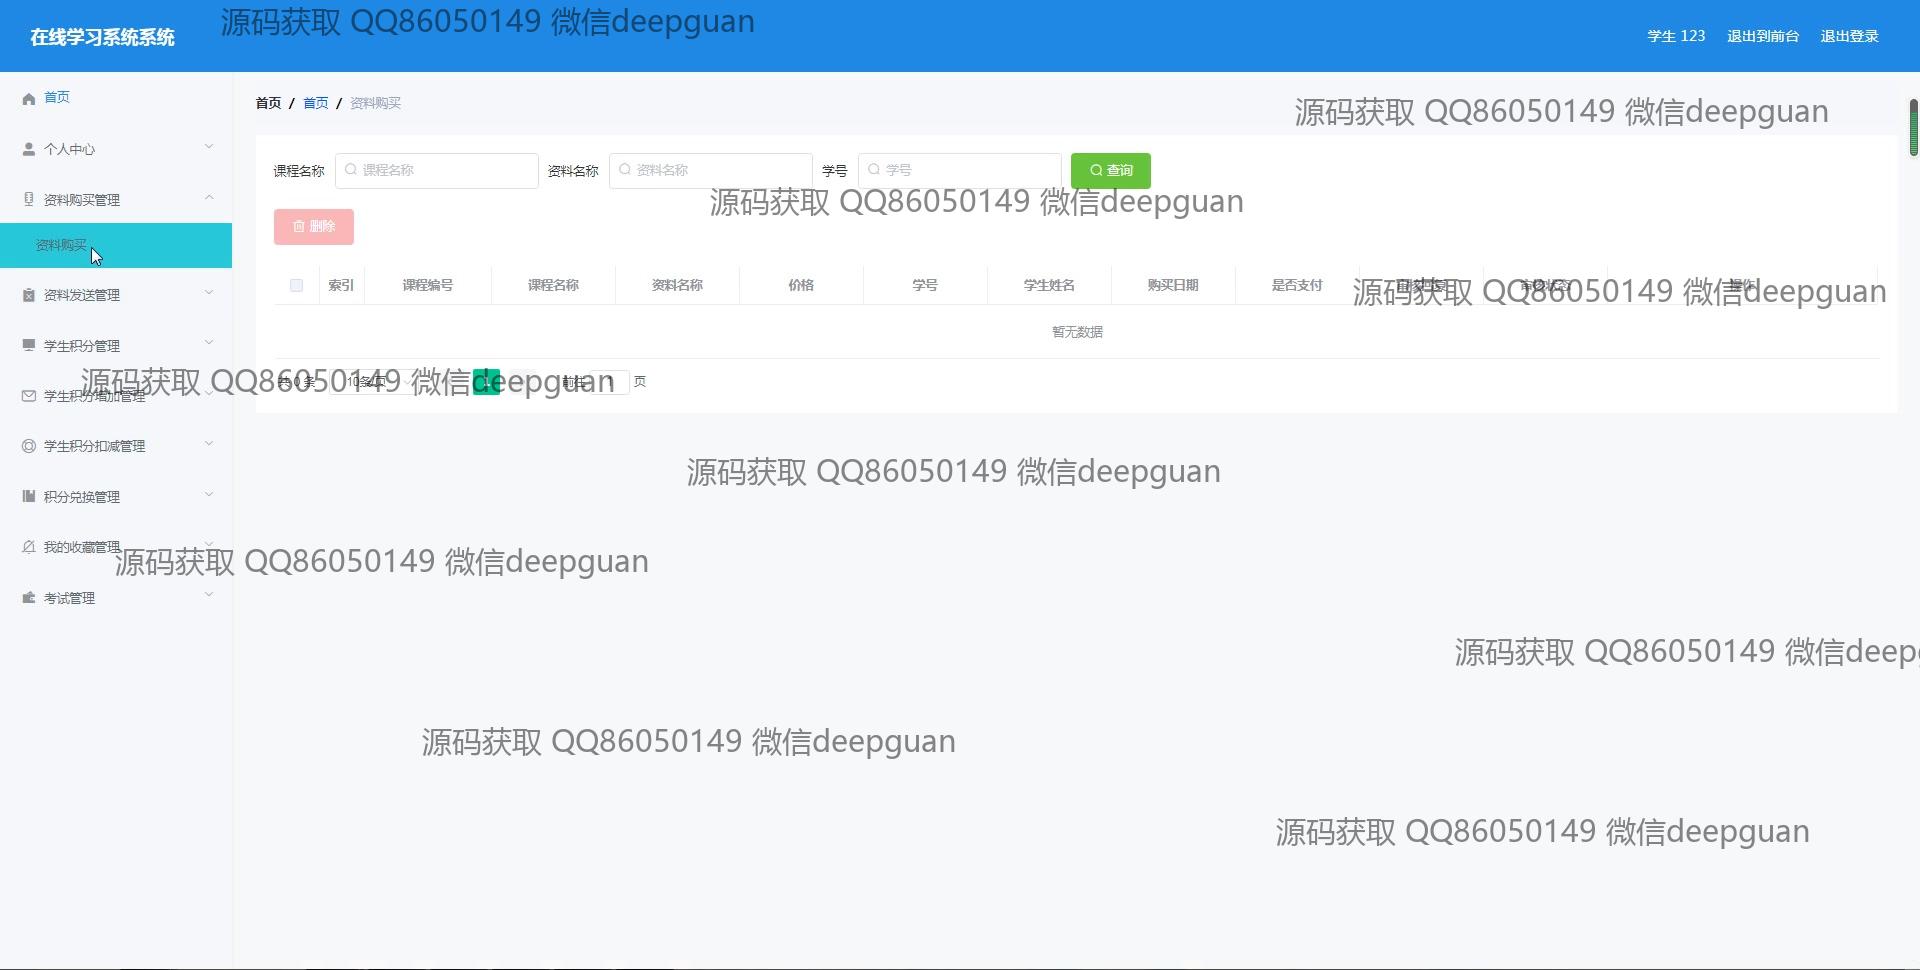 在线学习系统系统
源码获取 QQ86050149 微信deepguan
学生 123 退出到前台 退出登录
首页
个人中心
资料购买管理
资料购买
资料发送管理
学生积分管理
学生积分增加管理
学生积分扣减管理
积分兑换管理
我的收藏管理
考试管理
首页 / 首页 / 资料购买
源码获取 QQ86050149 微信deepguan
课程名称 课程名称 资料名称 资料名称 学号 学号 查询
源码获取 QQ86050149 微信deepguan
删除
索引 课程编号 课程名称 资料名称 价格 学号 学生姓名 购买日期 是否支付 审核回复 审核状态 操作
源码获取 QQ86050149 微信deepguan
暂无数据
共 0 条 10条/页 1 前往 1 页
源码获取 QQ86050149 微信deepguan
源码获取 QQ86050149 微信deepguan
源码获取 QQ86050149 微信deepguan
源码获取 QQ86050149 微信deep
源码获取 QQ86050149 微信deepguan
源码获取 QQ86050149 微信deepguan